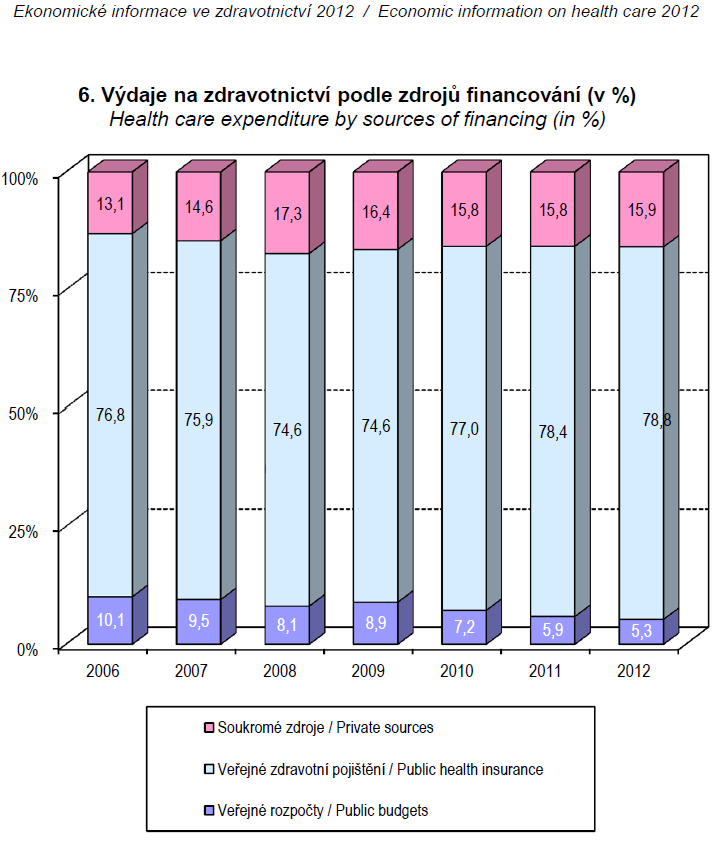 Ekonomické informace ve zdravotnictví 2012 / Economic information on health care 2012
6. Výdaje na zdravotnictví podle zdrojů financování (v %)
Health care expenditure by sources of financing (in %)
100%
75%
50%
25%
0%
13,1 14,6 17,3 16,4 15,8 15,8 15,9
76,8 75,9 74,6 74,6 77,0 78,4 78,8
10,1 9,5 8,1 8,9 7,2 5,9 5,3
2006 2007 2008 2009 2010 2011 2012
Soukromé zdroje / Private sources
Veřejné zdravotní pojištění / Public health insurance
Veřejné rozpočty / Public budgets